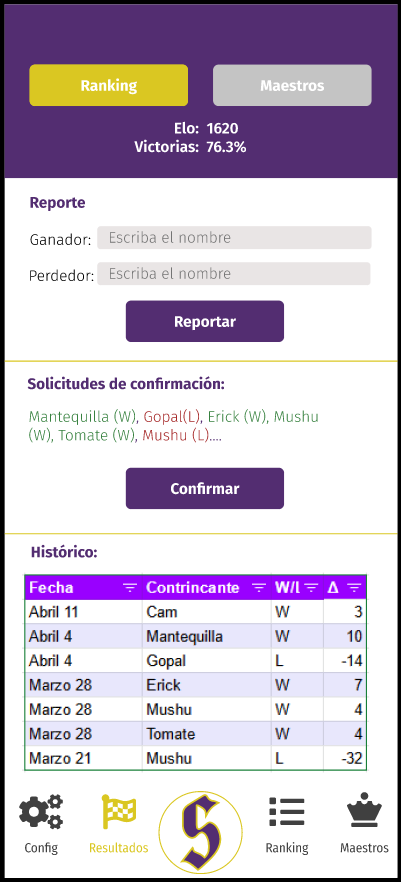 Ranking Maestros
Elo: 1620
Victorias: 76.3%
Reporte
Ganador: Escriba el nombre
Perdedor: Escriba el nombre
Reportar
Solicitudes de confirmación:
Mantequilla (W), Gopal(L), Erick (W), Mushu
(W), Tomate (W), Mushu (L)....
Confirmar
Histórico:
Fecha Contrincante W/L Δ
Abril 11 Cam W 3
Abril 4 Mantequilla W 10
Abril 4 Gopal L -14
Marzo 28 Erick W 7
Marzo 28 Mushu W 4
Marzo 28 Tomate W 4
Marzo 21 Mushu L -32
S
Config Resultados Ranking Maestros